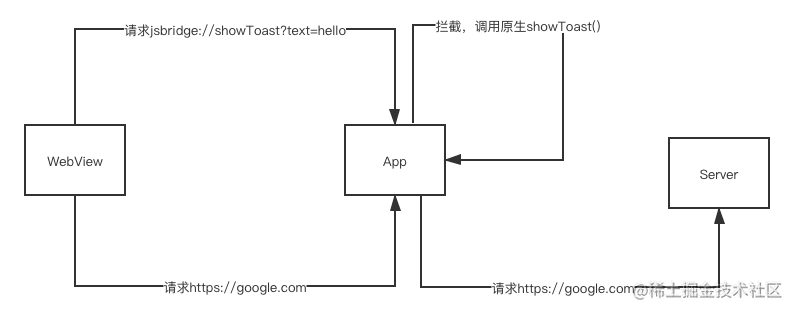 请求jsbridge://showToast?text=hello
拦截，调用原生showToast()
WebView
App
Server
请求https://google.com
请求https://google.com
@稀土掘金技术社区